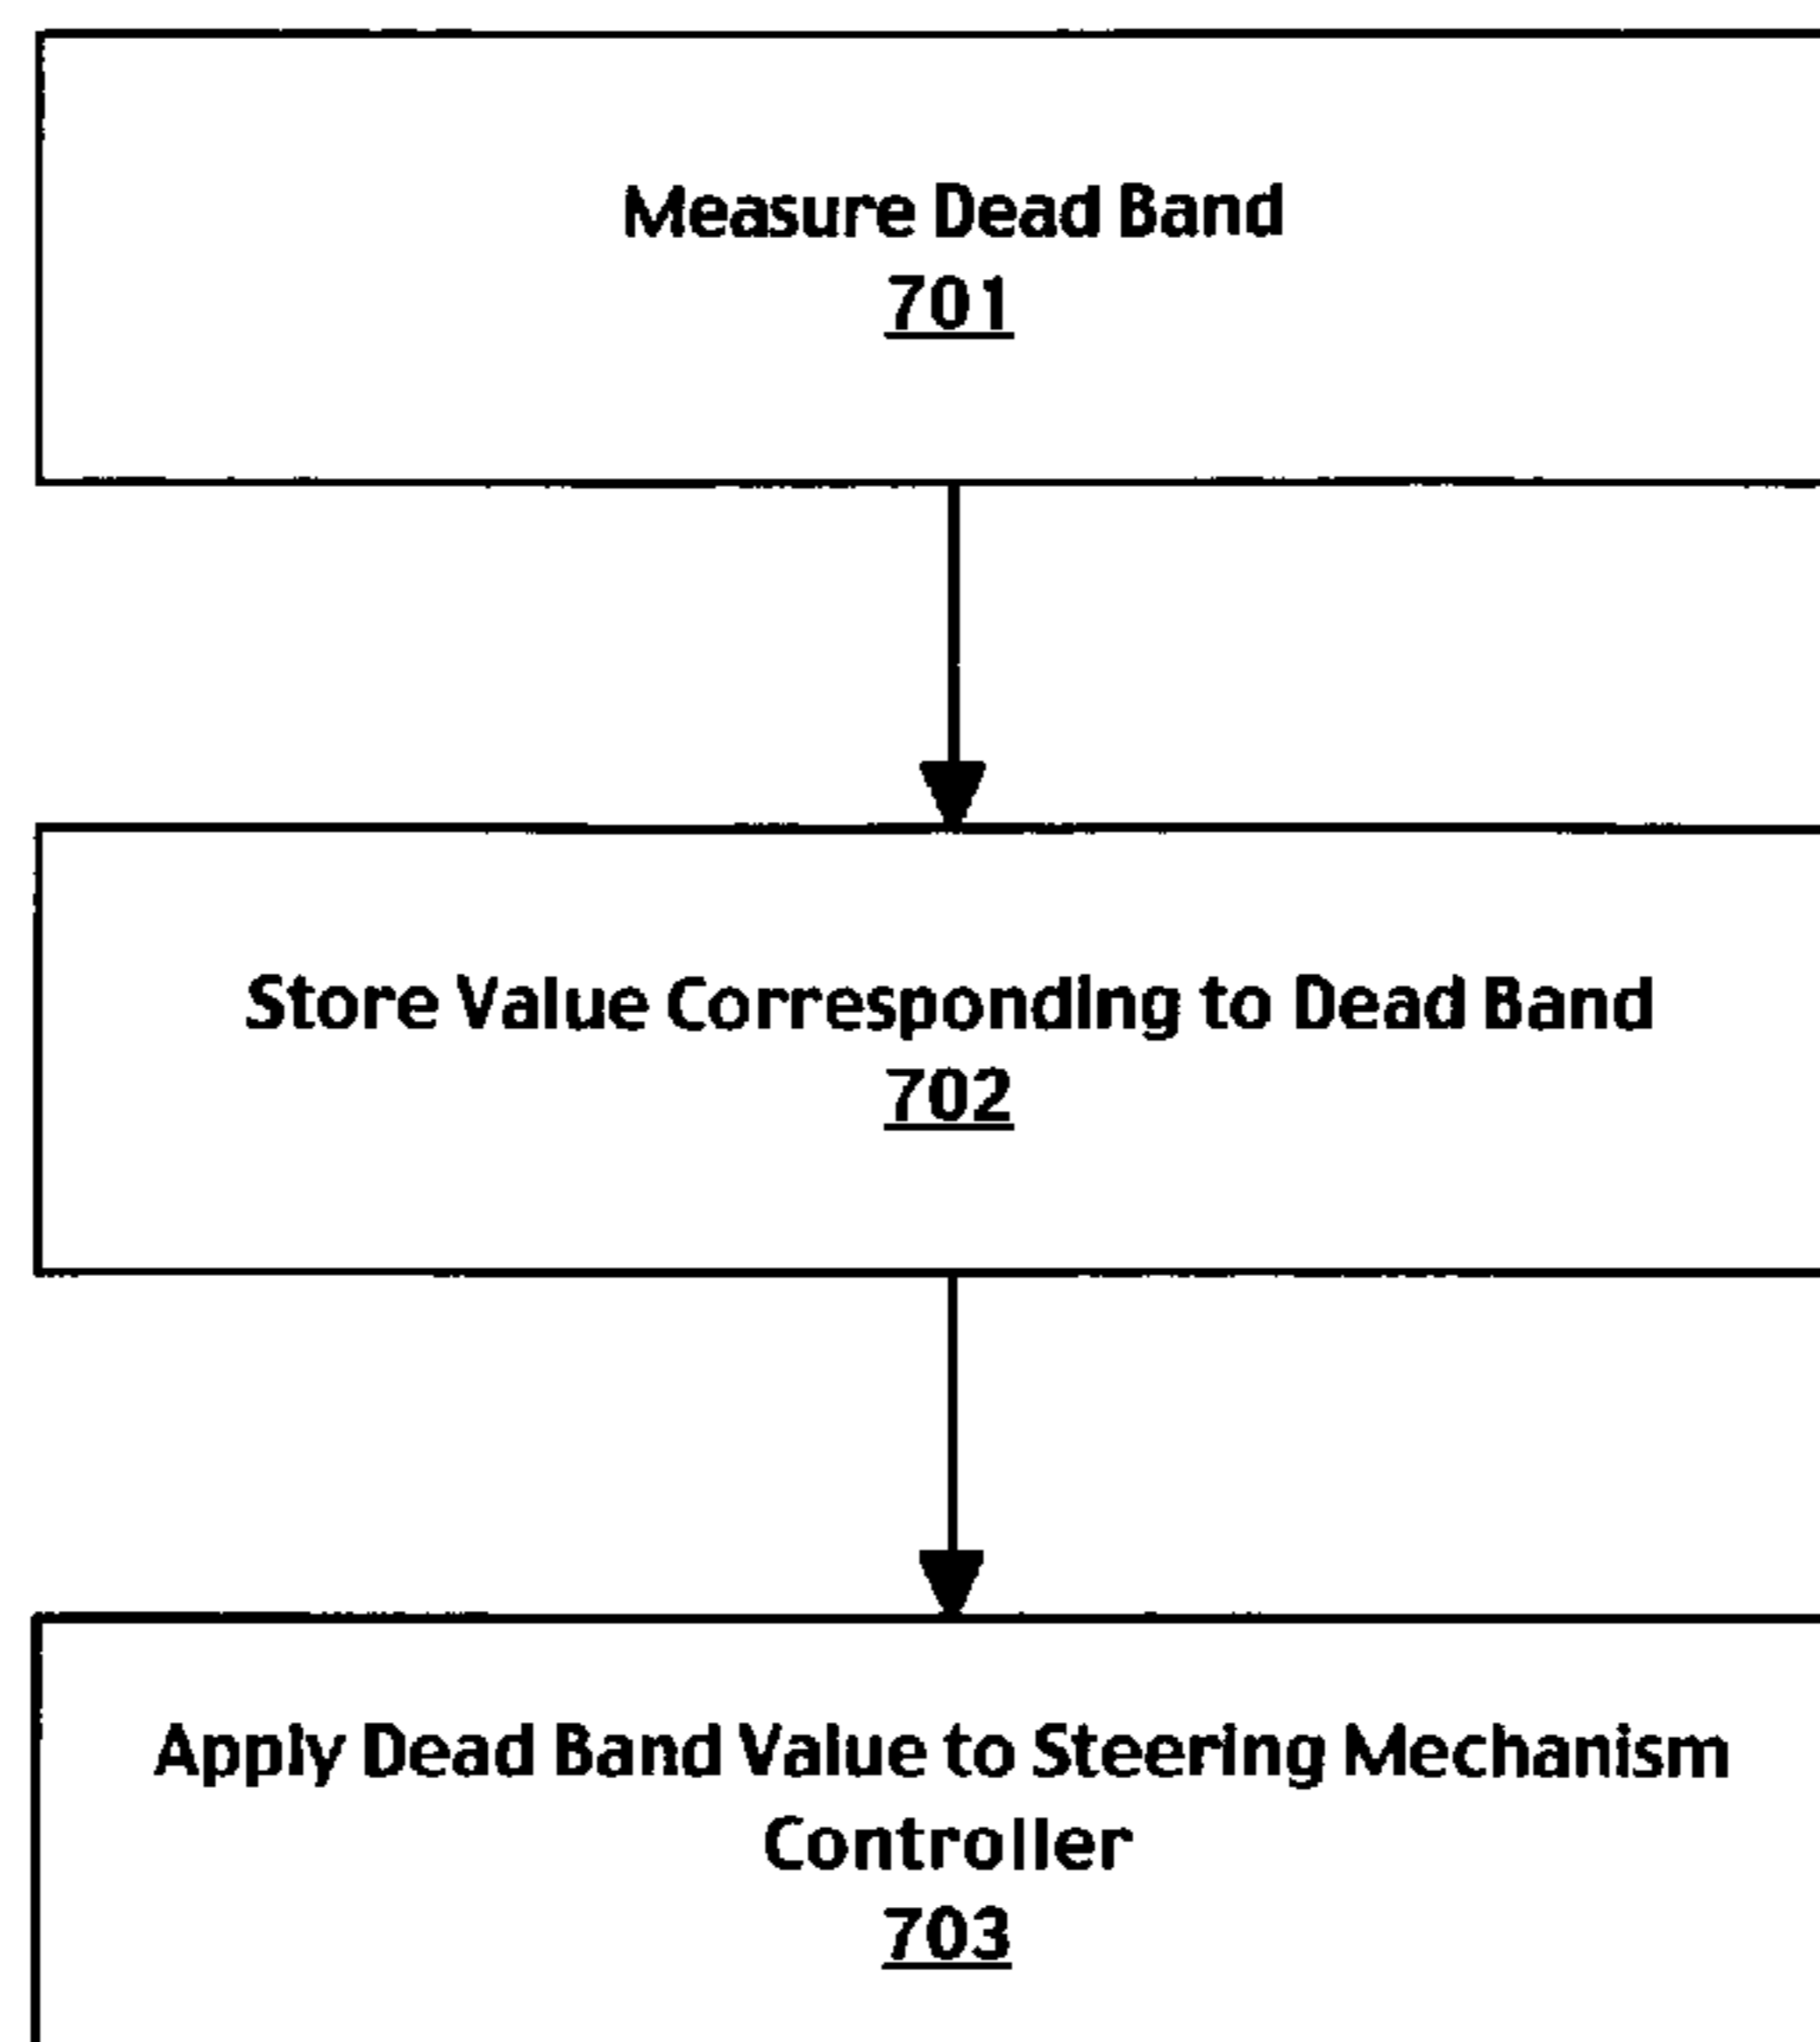 Measure Dead Band
701
Store Value Corresponding to Dead Band
702
Apply Dead Band Value to Steering Mechanism
Controller
703